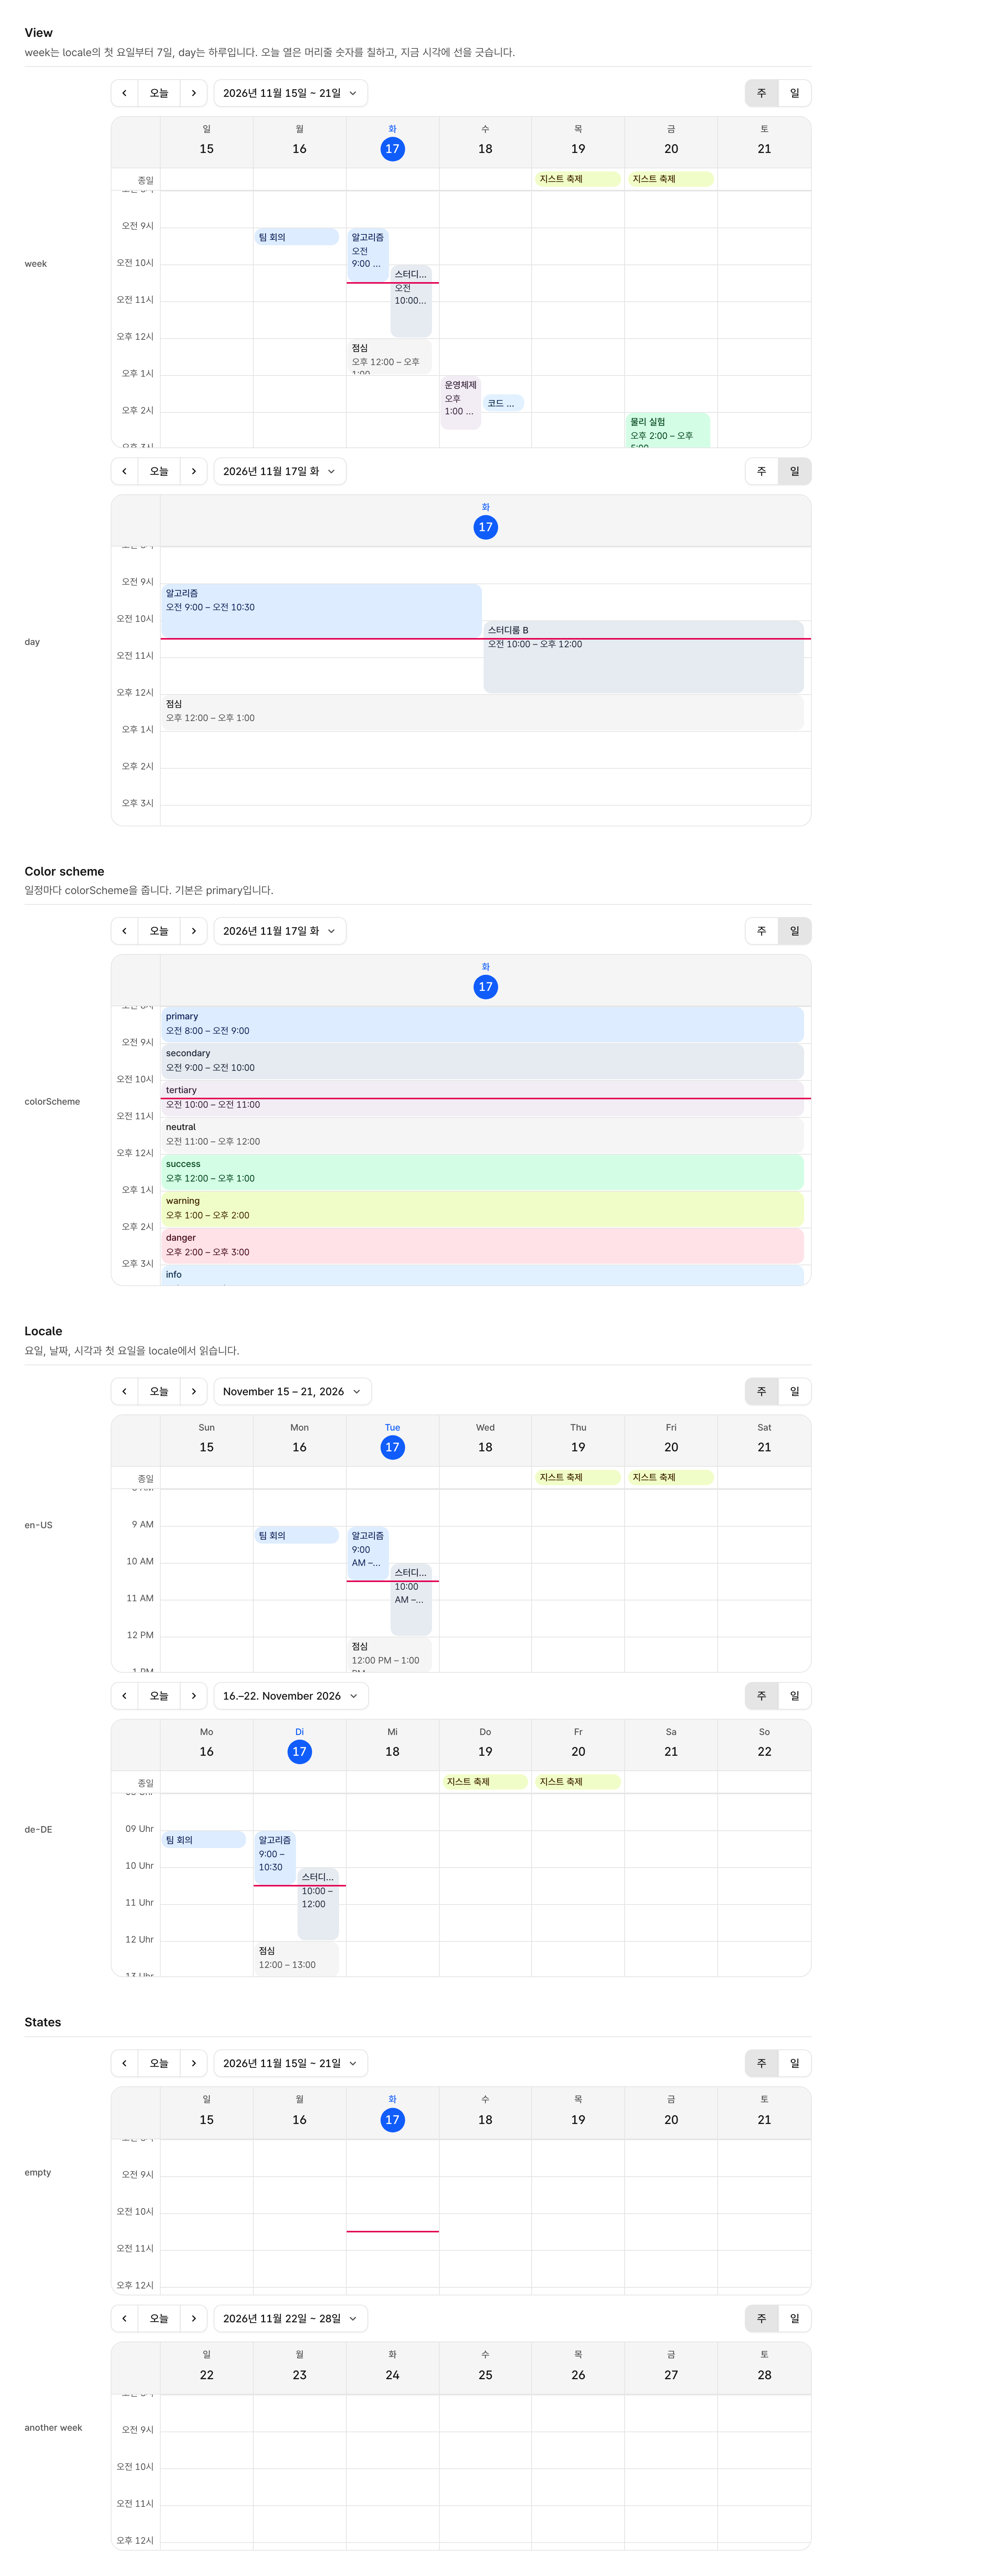 View
week는 locale의 첫 요일부터 7일, day는 하루입니다. 오늘 열은 머리줄 숫자를 칠하고, 지금 시각에 선을 긋습니다.
week
오늘
2026년 11월 15일 ~ 21일
주
일
일 월 화 수 목 금 토
15 16 17 18 19 20 21
종일
지스트 축제
지스트 축제
오전 9시
팀 회의
알고리즘
오전
9:00 ...
오전 10시
스터디...
오전
10:00...
오전 11시
오후 12시
점심
오후 12:00 – 오후
1:00
오후 1시
운영체제
오후
1:00 ...
코드 ...
오후 2시
물리 실험
오후 2:00 – 오후
5:00
오후 3시
day
오늘
2026년 11월 17일 화
주
일
화
17
오전 9시
알고리즘
오전 9:00 – 오전 10:30
오전 10시
스터디룸 B
오전 10:00 – 오후 12:00
오전 11시
오후 12시
점심
오후 12:00 – 오후 1:00
오후 1시
오후 2시
오후 3시
Color scheme
일정마다 colorScheme을 줍니다. 기본은 primary입니다.
colorScheme
오늘
2026년 11월 17일 화
주
일
화
17
primary
오전 8:00 – 오전 9:00
오전 9시
secondary
오전 9:00 – 오전 10:00
오전 10시
tertiary
오전 10:00 – 오전 11:00
오전 11시
neutral
오전 11:00 – 오후 12:00
오후 12시
success
오후 12:00 – 오후 1:00
오후 1시
warning
오후 1:00 – 오후 2:00
오후 2시
danger
오후 2:00 – 오후 3:00
오후 3시
info
Locale
요일, 날짜, 시각과 첫 요일을 locale에서 읽습니다.
en-US
오늘
November 15 – 21, 2026
주
일
Sun Mon Tue Wed Thu Fri Sat
15 16 17 18 19 20 21
종일
지스트 축제
지스트 축제
9 AM
팀 회의
알고리즘
9:00
AM –...
10 AM
스터디...
10:00
AM –...
11 AM
12 PM
점심
12:00 PM – 1:00
PM
1 PM
de-DE
오늘
16.–22. November 2026
주
일
Mo Di Mi Do Fr Sa So
16 17 18 19 20 21 22
종일
지스트 축제
지스트 축제
09 Uhr
팀 회의
알고리즘
9:00 –
10:30
10 Uhr
스터디...
10:00 –
12:00
11 Uhr
12 Uhr
점심
12:00 – 13:00
13 Uhr
States
empty
오늘
2026년 11월 15일 ~ 21일
주
일
일 월 화 수 목 금 토
15 16 17 18 19 20 21
오전 9시
오전 10시
오전 11시
오후 12시
another week
오늘
2026년 11월 22일 ~ 28일
주
일
일 월 화 수 목 금 토
22 23 24 25 26 27 28
오전 9시
오전 10시
오전 11시
오후 12시